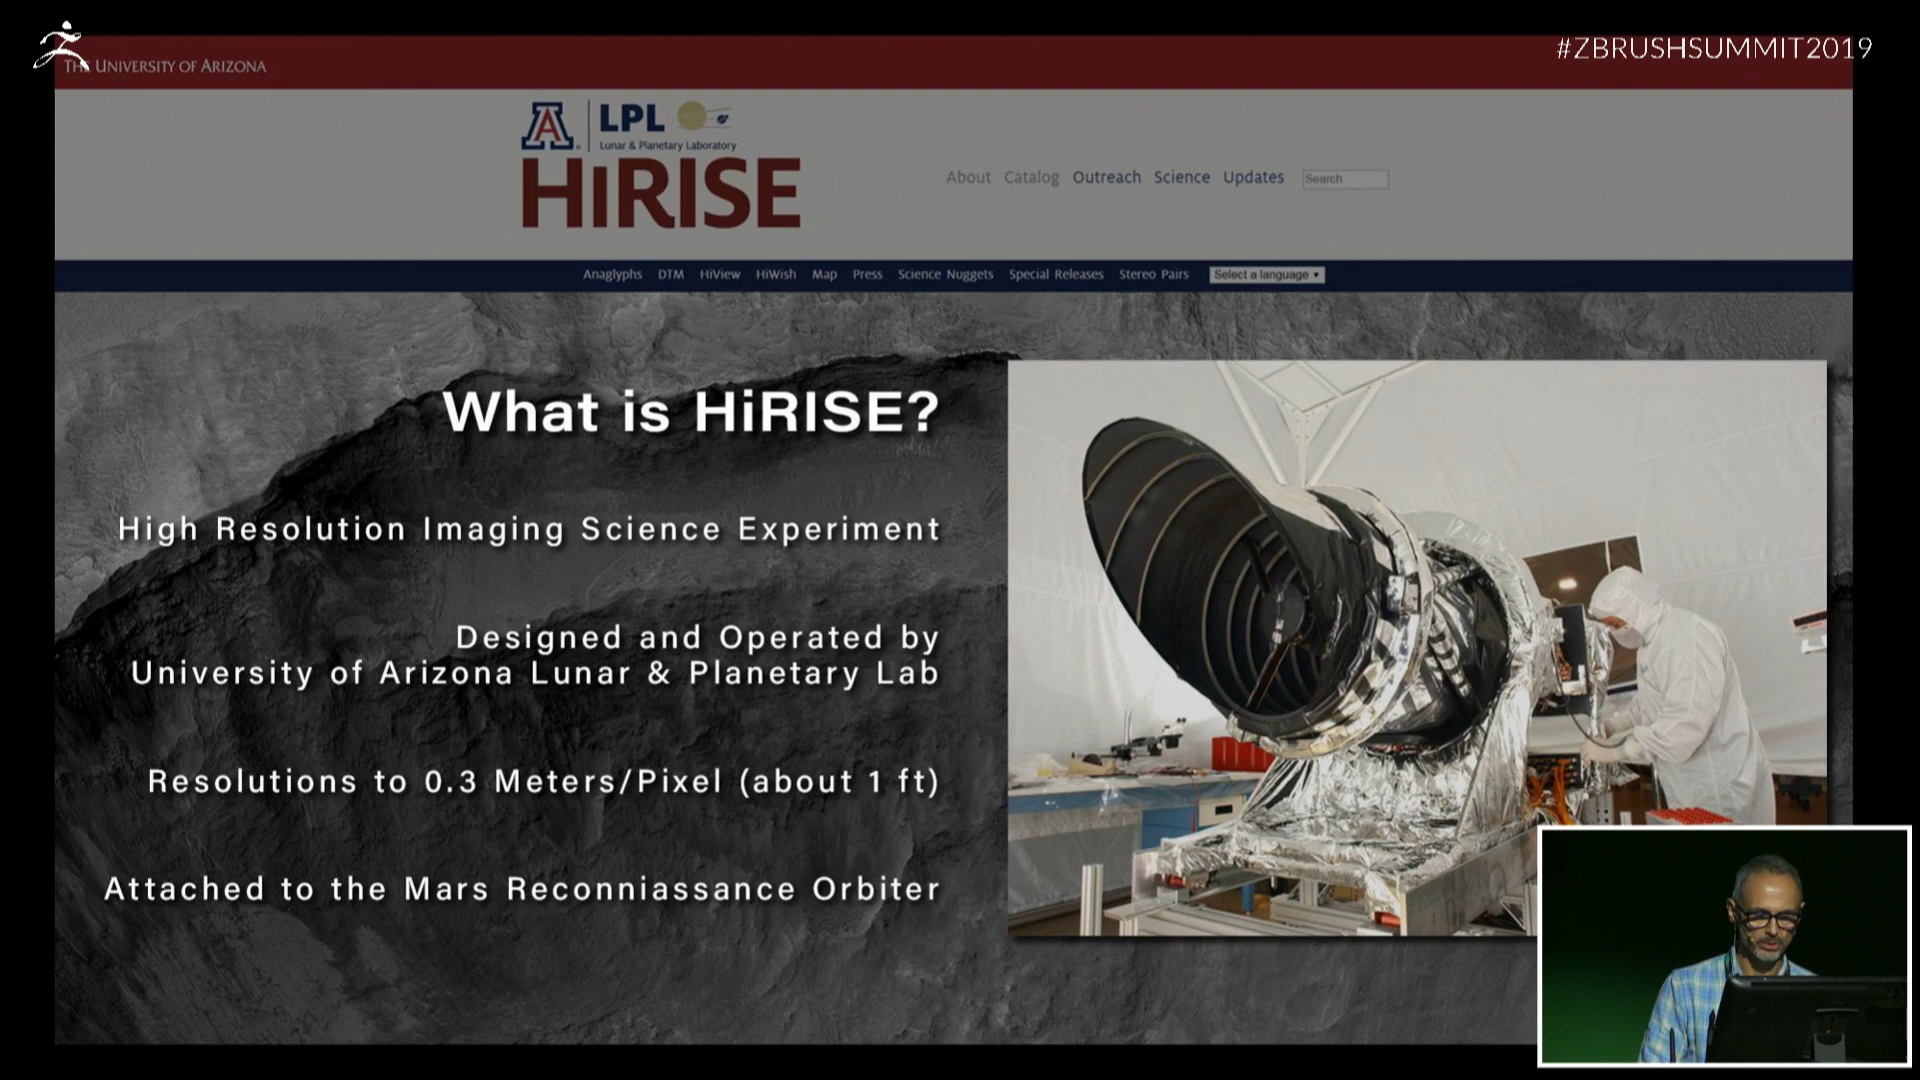 #ZBRUSHSUMMIT2019
THE UNIVERSITY OF ARIZONA
A
LPL
Lunar & Planetary Laboratory
HiRISE
About Catalog Outreach Science Updates Search
Anaglyphs DTM HiView HiWish Map Press Science Nuggets Special Releases Stereo Pairs Select a language
What is HiRISE?
High Resolution Imaging Science Experiment
Designed and Operated by
University of Arizona Lunar & Planetary Lab
Resolutions to 0.3 Meters/Pixel (about 1 ft)
Attached to the Mars Reconniassance Orbiter